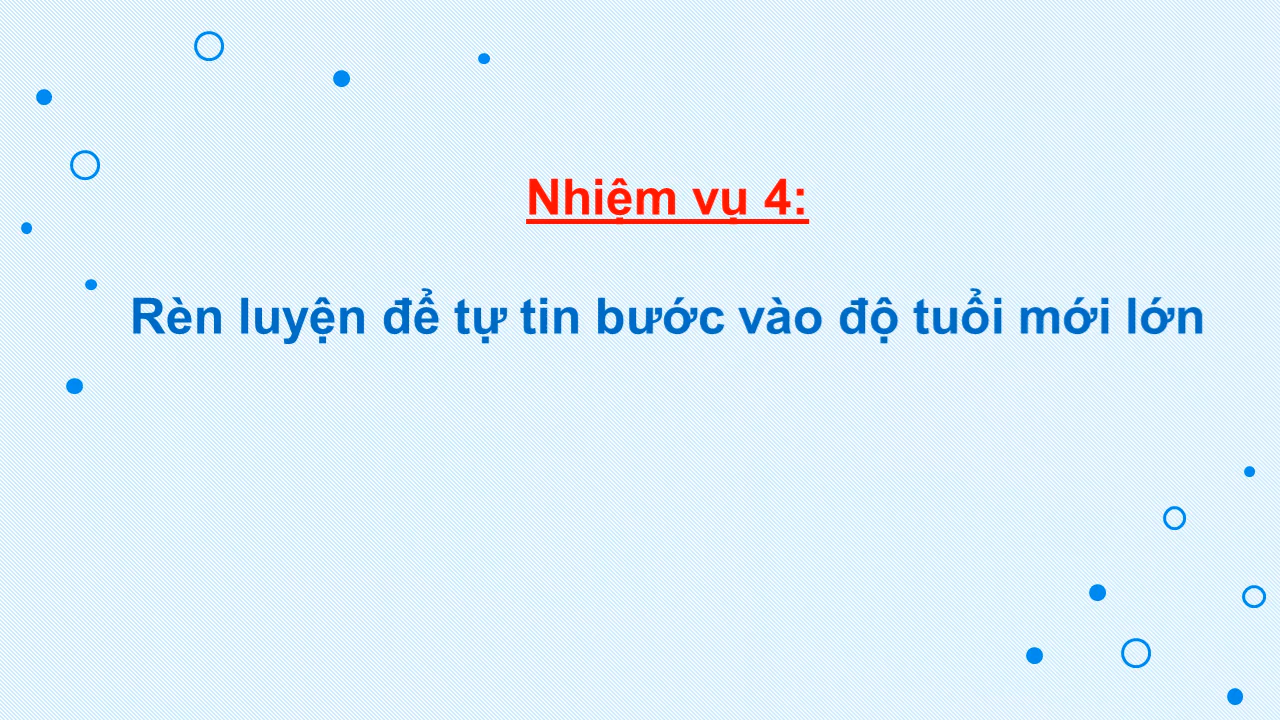 Nhiệm vụ 4:
Rèn luyện để tự tin bước vào độ tuổi mới lớn